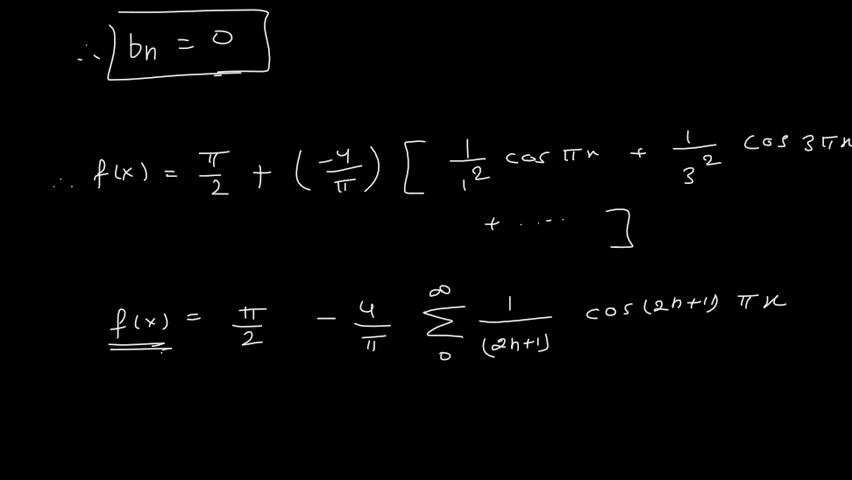 ∴ bn = 0
∴ f(x) = π/2 + (-4/π) [ 1/1² cos πx + 1/3² cos 3πx
+ ..... ]
f(x) = π/2 - 4/π ∞∑0 1/(2n+1) cos(2n+1) πx